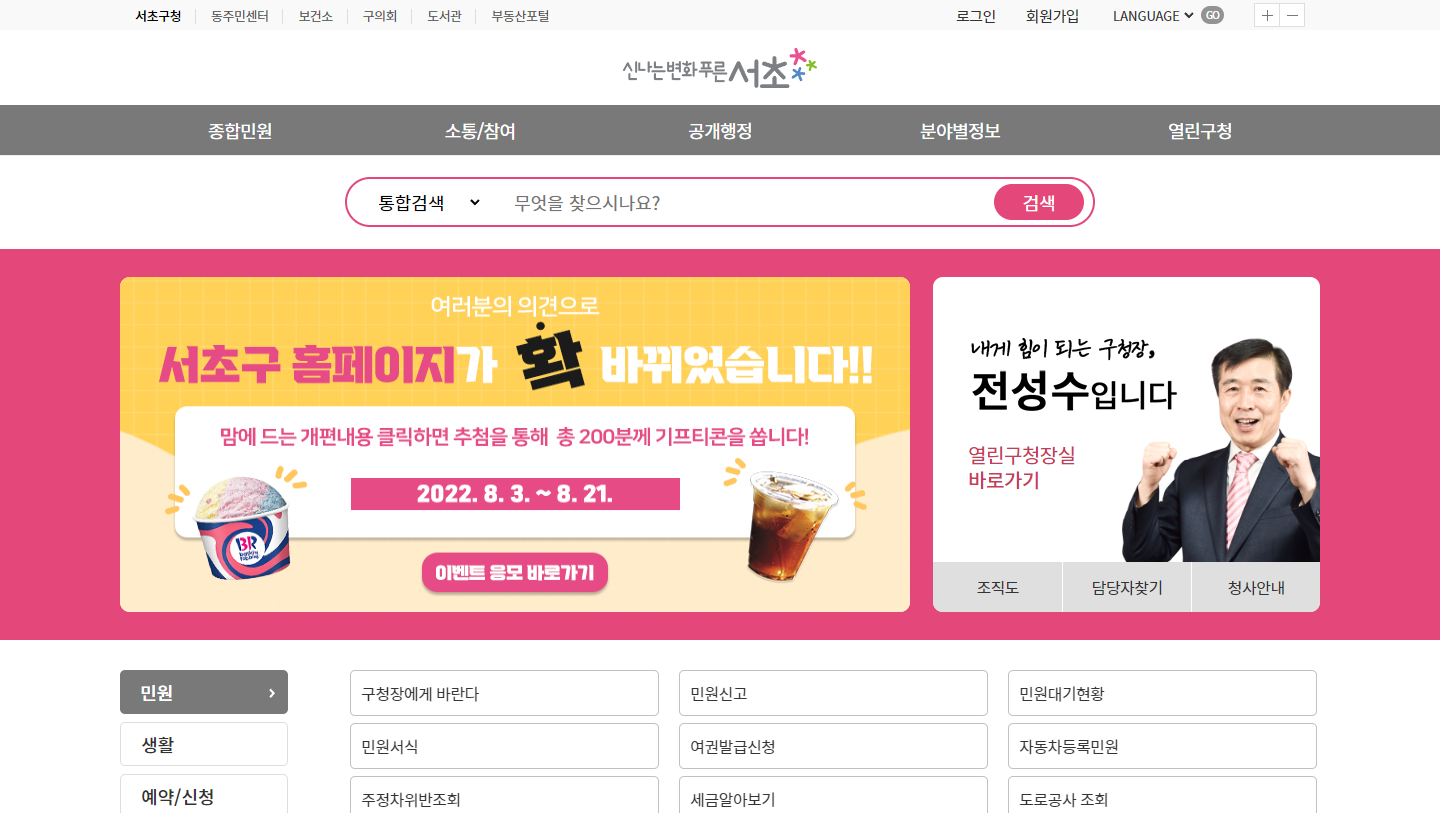 서초구청 동주민센터 보건소 구의회 도서관 부동산포털 로그인 회원가입 LANGUAGE GO
신나는 변화 푸른 서초
종합민원 소통/참여 공개행정 분야별정보 열린구청
통합검색 무엇을 찾으시나요? 검색
여러분의 의견으로
서초구 홈페이지가 확 바뀌었습니다!!
맘에 드는 개편내용 클릭하면 추첨을 통해 총 200분께 기프티콘을 쏩니다!
2022. 8. 3. ~ 8. 21.
BR
baskin robbins
이벤트 응모 바로가기
내게 힘이 되는 구청장,
전성수입니다
열린구청장실
바로가기
조직도 담당자찾기 청사안내
민원 구청장에게 바란다 민원신고 민원대기현황
생활 민원서식 여권발급신청 자동차등록민원
예약/신청 주정차위반조회 세금알아보기 도로공사 조회